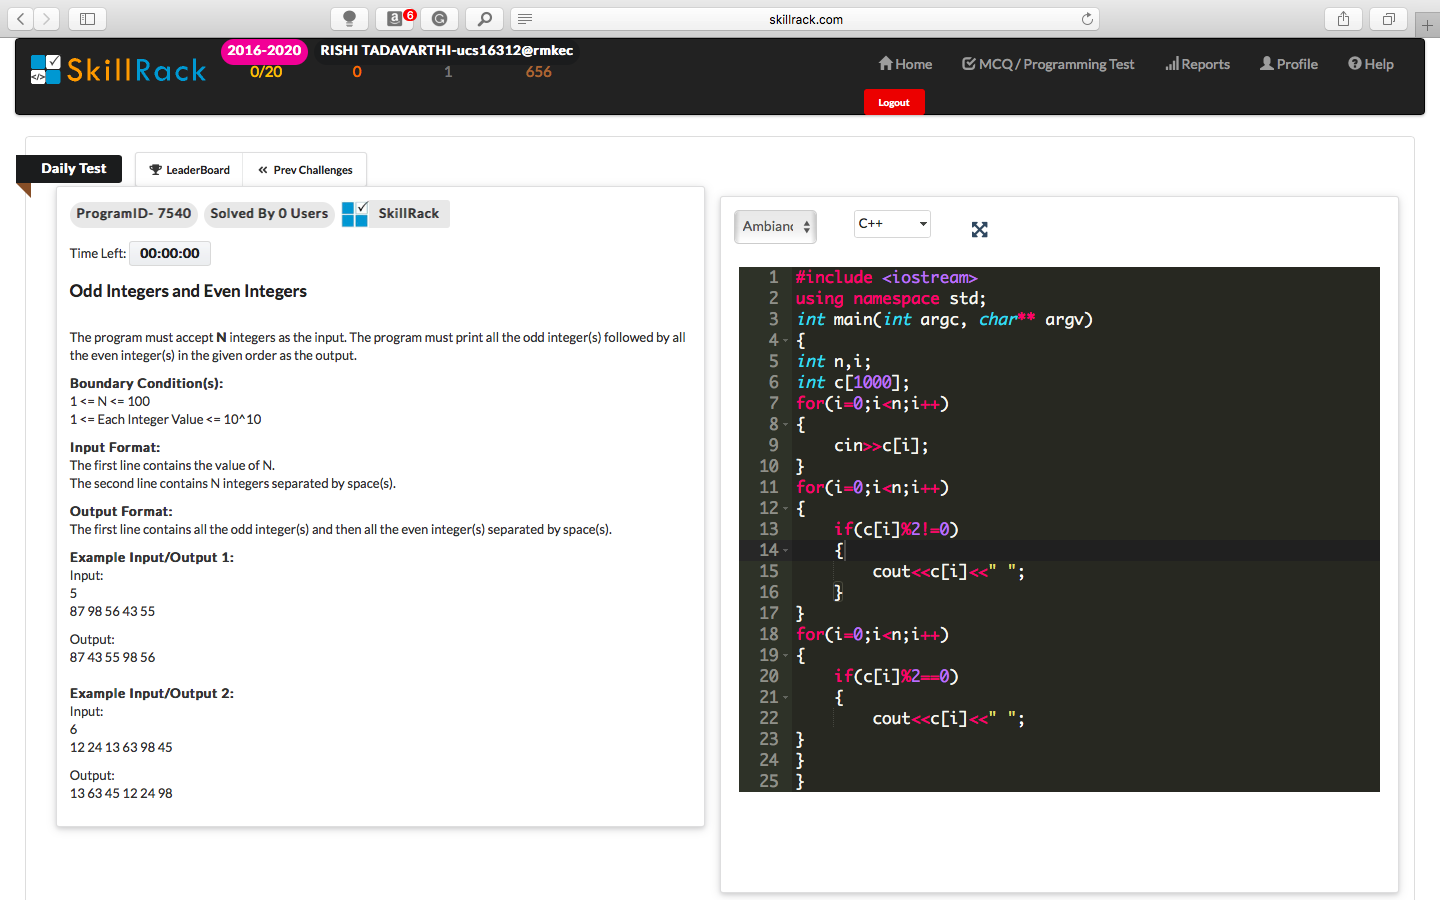 skillrack.com
6
SkillRack
2016-2020 RISHI TADAVARTHI-ucs16312@rmkec
0/20 0 1 656
Home MCQ / Programming Test Reports Profile Help
Logout
Daily Test LeaderBoard Prev Challenges
ProgramID- 7540 Solved By 0 Users SkillRack
Time Left: 00:00:00
Odd Integers and Even Integers
The program must accept N integers as the input. The program must print all the odd integer(s) followed by all
the even integer(s) in the given order as the output.
Boundary Condition(s):
1 <= N <= 100
1 <= Each Integer Value <= 10^10
Input Format:
The first line contains the value of N.
The second line contains N integers separated by space(s).
Output Format:
The first line contains all the odd integer(s) and then all the even integer(s) separated by space(s).
Example Input/Output 1:
Input:
5
87 98 56 43 55
Output:
87 43 55 98 56
Example Input/Output 2:
Input:
6
12 24 13 63 98 45
Output:
13 63 45 12 24 98
Ambianc C++
1 #include <iostream>
2 using namespace std;
3 int main(int argc, char** argv)
4 {
5 int n,i;
6 int c[1000];
7 for(i=0;i<n;i++)
8 {
9 cin>>c[i];
10 }
11 for(i=0;i<n;i++)
12 {
13 if(c[i]%2!=0)
14 {
15 cout<<c[i]<<" ";
16 }
17 }
18 for(i=0;i<n;i++)
19 {
20 if(c[i]%2==0)
21 {
22 cout<<c[i]<<" ";
23 }
24 }
25 }